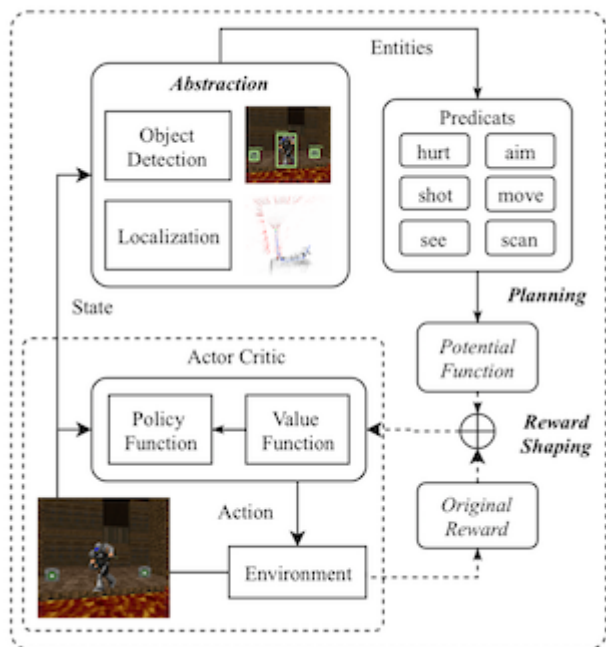 Entities
Abstraction
Object
Detection
Localization
Predicats
hurt
aim
shot
move
see
scan
State
Planning
Potential
Function
Actor Critic
Policy
Function
Value
Function
Reward
Shaping
Action
Original
Reward
Environment